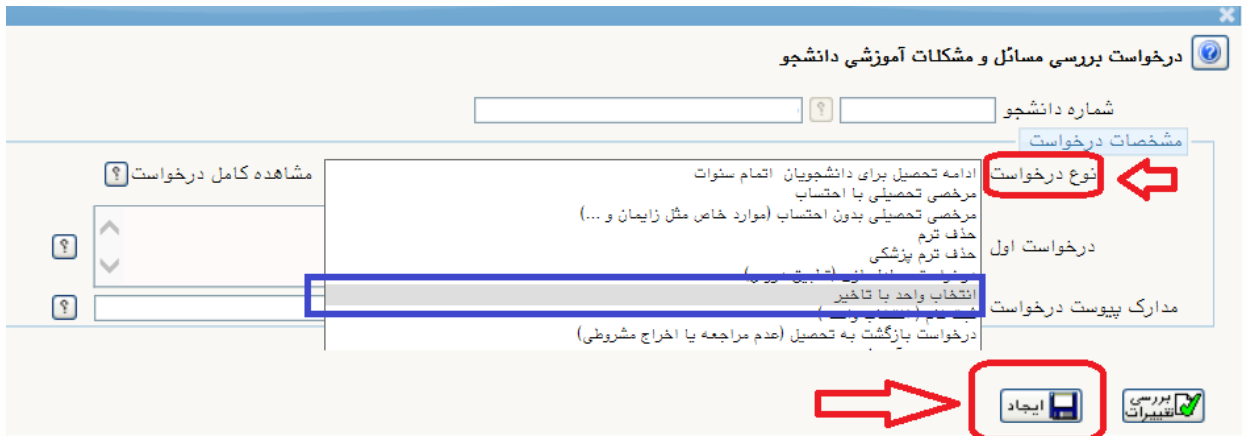 درخواست بررسی مسائل و مشکلات آموزشی دانشجو
شماره دانشجو
مشخصات درخواست
نوع درخواست
ادامه تحصیل برای دانشجویان اتمام سنوات
مرخصی تحصیلی با احتساب
مرخصی تحصیلی بدون احتساب (موارد خاص مثل زایمان و ...)
حذف ترم
حذف ترم پزشکی
انتخاب واحد با تاخیر
درخواست بازگشت به تحصیل (عدم مراجعه یا اخراج مشروطی)
مشاهده کامل درخواست
درخواست اول
مدارک پیوست درخواست
بررسی تغییرات
ایجاد